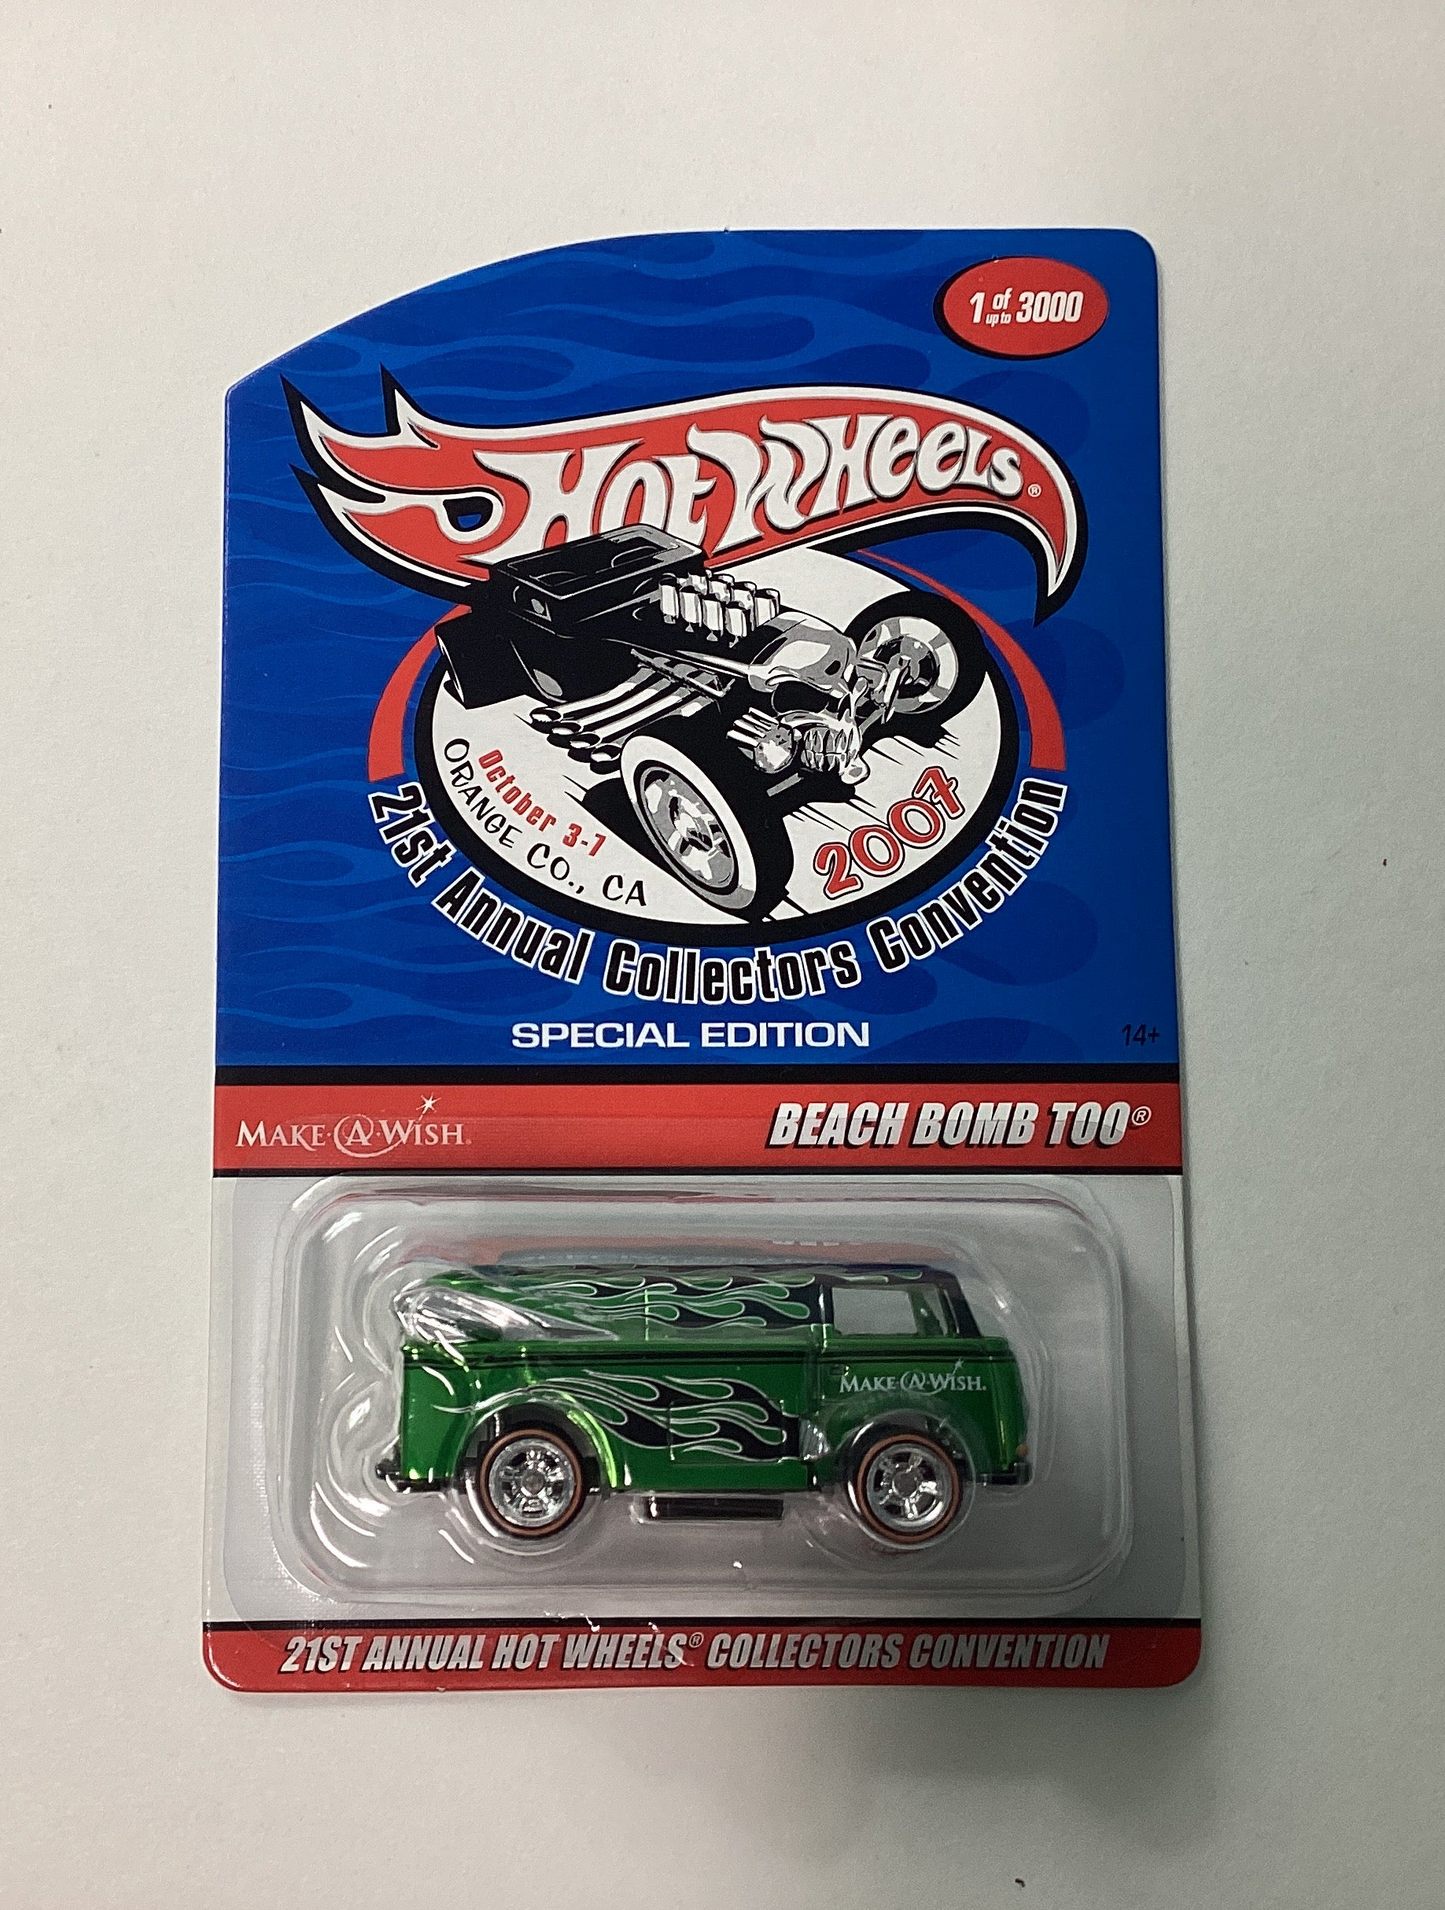 1 of up to 3000
HOT WHEELS®
October 3-7
ORANGE CO., CA
2007
21st Annual Collectors Convention
SPECIAL EDITION
14+
MAKE·A·WISH®
BEACH BOMB TOO®
MAKE·A·WISH.
21ST ANNUAL HOT WHEELS® COLLECTORS CONVENTION